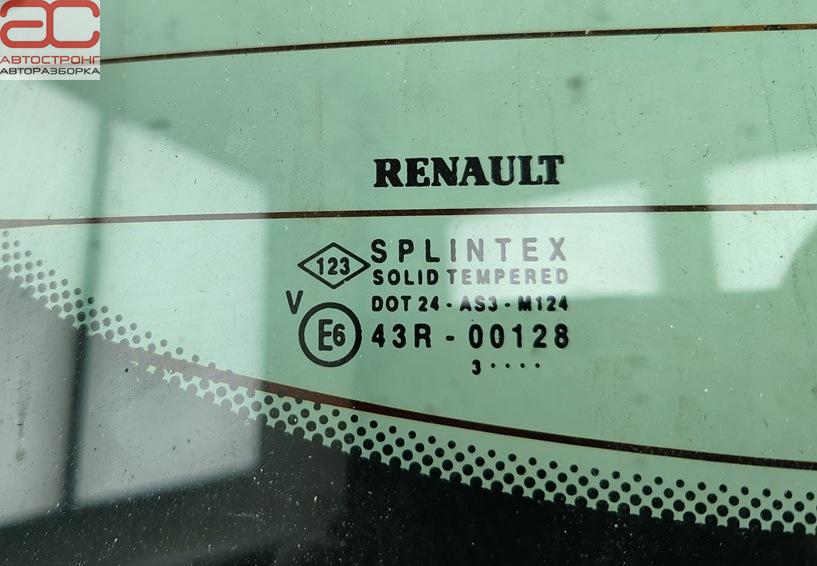 АС
АВТОСТРОНГ
АВТОРАЗБОРКА
RENAULT
123
SPLINTEX
SOLID TEMPERED
DOT 24 - AS3 - M124
V
E6
43R - 00128
3 ····